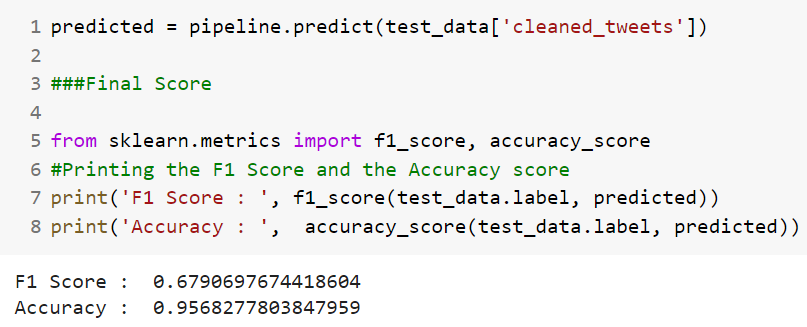 1 predicted = pipeline.predict(test_data['cleaned_tweets'])
2
3 ###Final Score
4
5 from sklearn.metrics import f1_score, accuracy_score
6 #Printing the F1 Score and the Accuracy score
7 print('F1 Score : ', f1_score(test_data.label, predicted))
8 print('Accuracy : ',  accuracy_score(test_data.label, predicted))
F1 Score :  0.6790697674418604
Accuracy :  0.9568277803847959